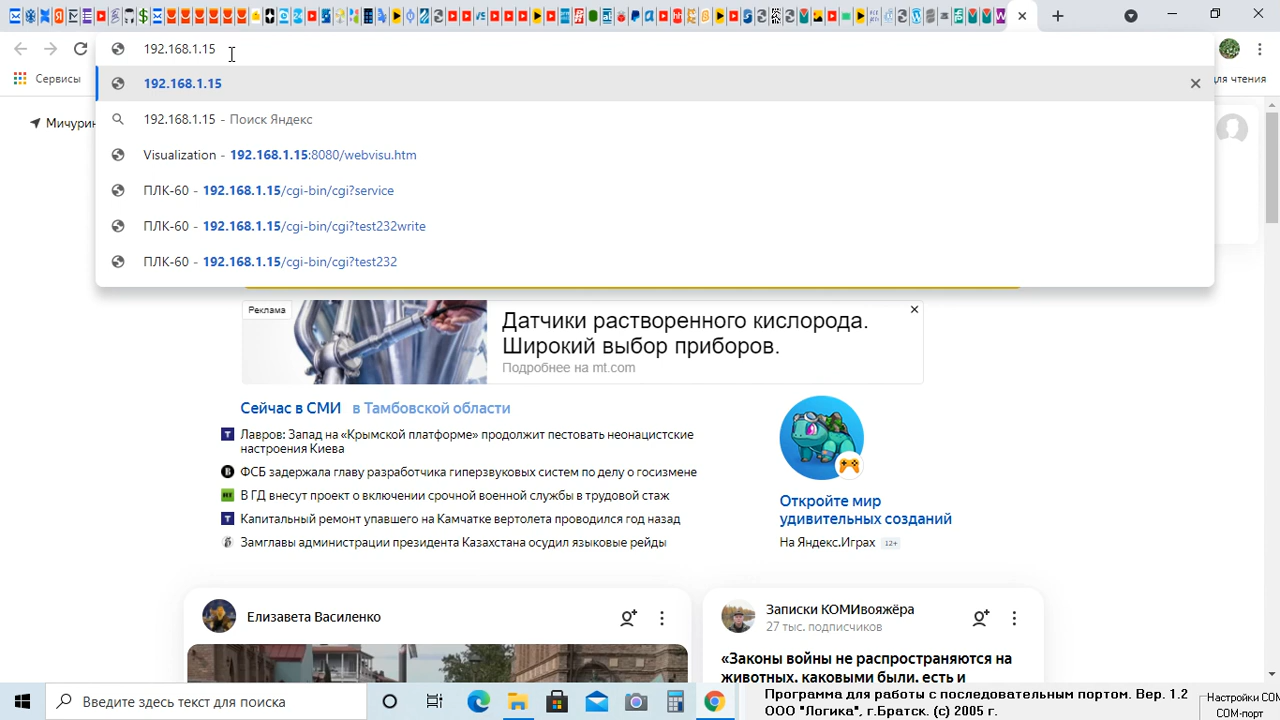 192.168.1.15
Сервисы
для чтения
192.168.1.15
192.168.1.15 - Поиск Яндекс
Visualization - 192.168.1.15:8080/webvisu.htm
ПЛК-60 - 192.168.1.15/cgi-bin/cgi?service
ПЛК-60 - 192.168.1.15/cgi-bin/cgi?test232write
ПЛК-60 - 192.168.1.15/cgi-bin/cgi?test232
Мичурин
Реклама
Датчики растворенного кислорода.
Широкий выбор приборов.
Подробнее на mt.com
Сейчас в СМИ в Тамбовской области
Лавров: Запад на «Крымской платформе» продолжит пестовать неонацистские
настроения Киева
ФСБ задержала главу разработчика гиперзвуковых систем по делу о госизмене
В ГД внесут проект о включении срочной военной службы в трудовой стаж
Капитальный ремонт упавшего на Камчатке вертолета проводился год назад
Замглавы администрации президента Казахстана осудил языковые рейды
Откройте мир
удивительных созданий
На Яндекс.Играх 12+
Елизавета Василенко
Записки КОМИвояжёра
27 тыс. подписчиков
«Законы войны не распространяются на
животных, каковыми были, есть и
Введите здесь текст для поиска
Программа для работы с последовательным портом. Вер. 1.2
ООО "Логика", г.Братск. (с) 2005 г.
Настройки COM
COM-порт